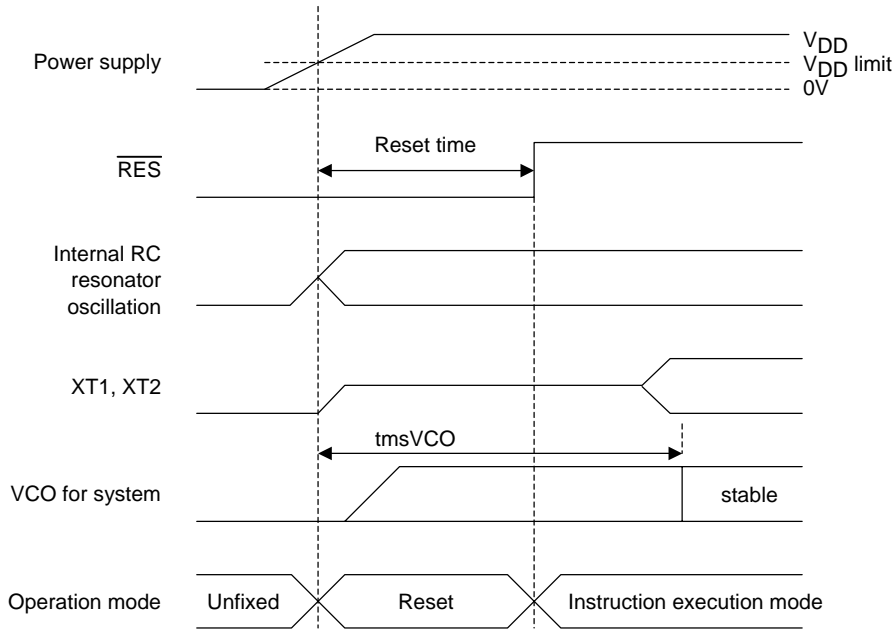 Power supply
VDD
VDD limit
0V
RES
Reset time
Internal RC
resonator
oscillation
XT1, XT2
tmsVCO
VCO for system
stable
Operation mode
Unfixed
Reset
Instruction execution mode